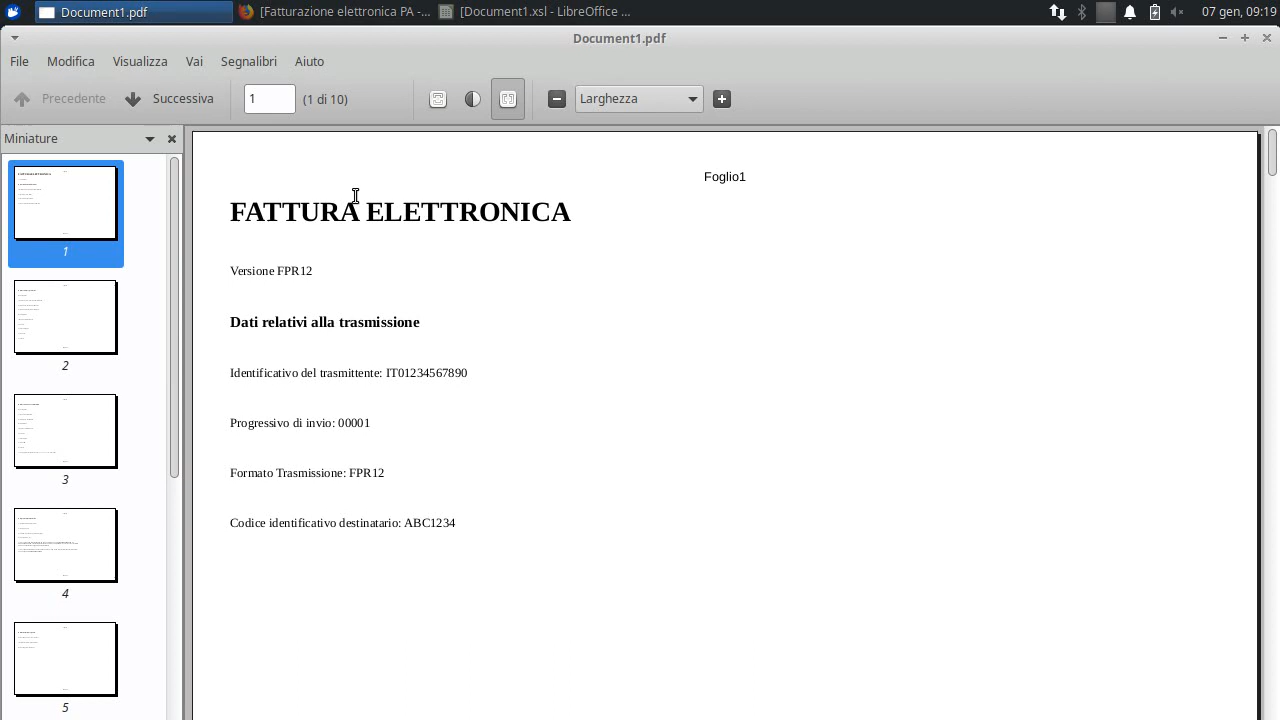 Document1.pdf
[Fatturazione elettronica PA -...
[Document1.xsl - LibreOffice ...
07 gen, 09:19
Document1.pdf
File
Modifica
Visualizza
Vai
Segnalibri
Aiuto
Precedente
Successiva
1
(1 di 10)
Larghezza
Miniature
1
2
3
4
5
Foglio1
FATTURA ELETTRONICA
Versione FPR12
Dati relativi alla trasmissione
Identificativo del trasmittente: IT01234567890
Progressivo di invio: 00001
Formato Trasmissione: FPR12
Codice identificativo destinatario: ABC1234